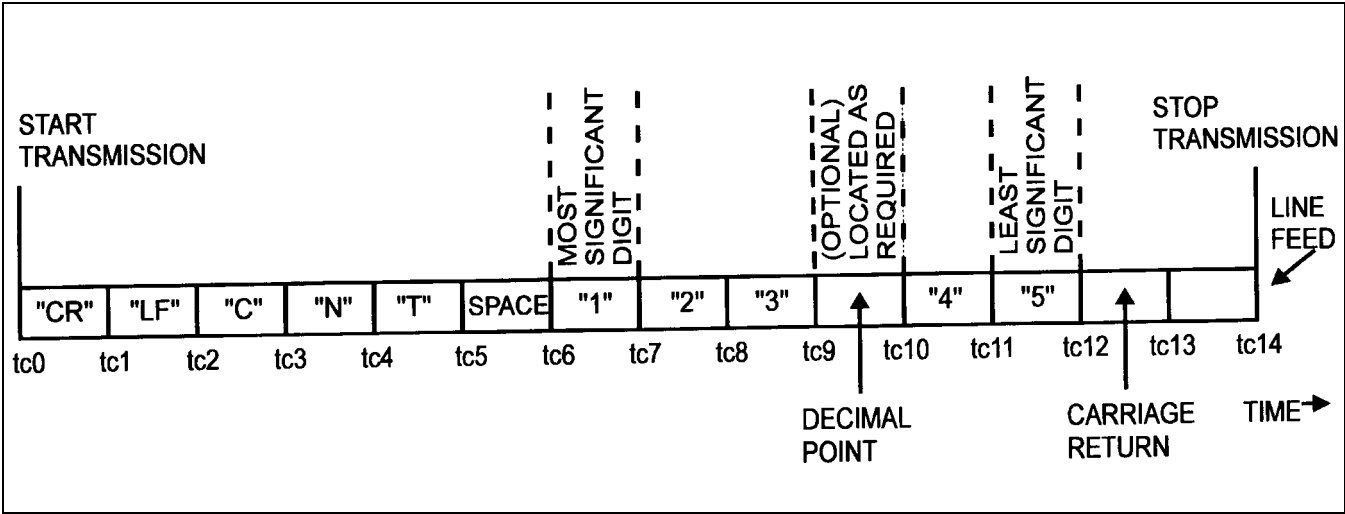 START
TRANSMISSION
MOST
SIGNIFICANT
DIGIT
(OPTIONAL)
LOCATED AS
REQUIRED
LEAST
SIGNIFICANT
DIGIT
STOP
TRANSMISSION
LINE
FEED
"CR" "LF" "C" "N" "T" SPACE "1" "2" "3" "4" "5"
tc0 tc1 tc2 tc3 tc4 tc5 tc6 tc7 tc8 tc9 tc10 tc11 tc12 tc13 tc14
DECIMAL
POINT
CARRIAGE
RETURN
TIME